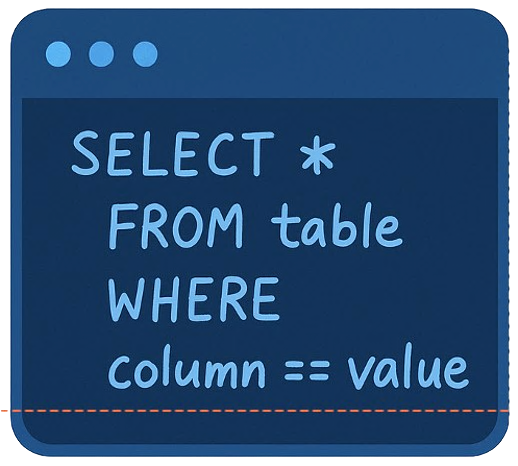 SELECT *
FROM table
WHERE
column == value